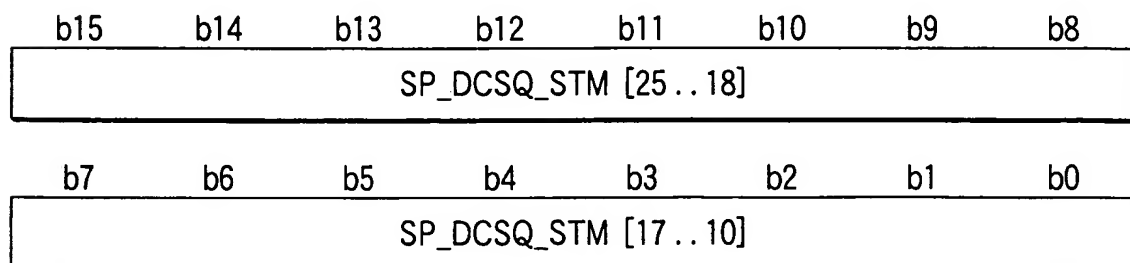 b15 b14 b13 b12 b11 b10 b9 b8
SP_DCSQ_STM [25 . . 18]
b7 b6 b5 b4 b3 b2 b1 b0
SP_DCSQ_STM [17 . . 10]